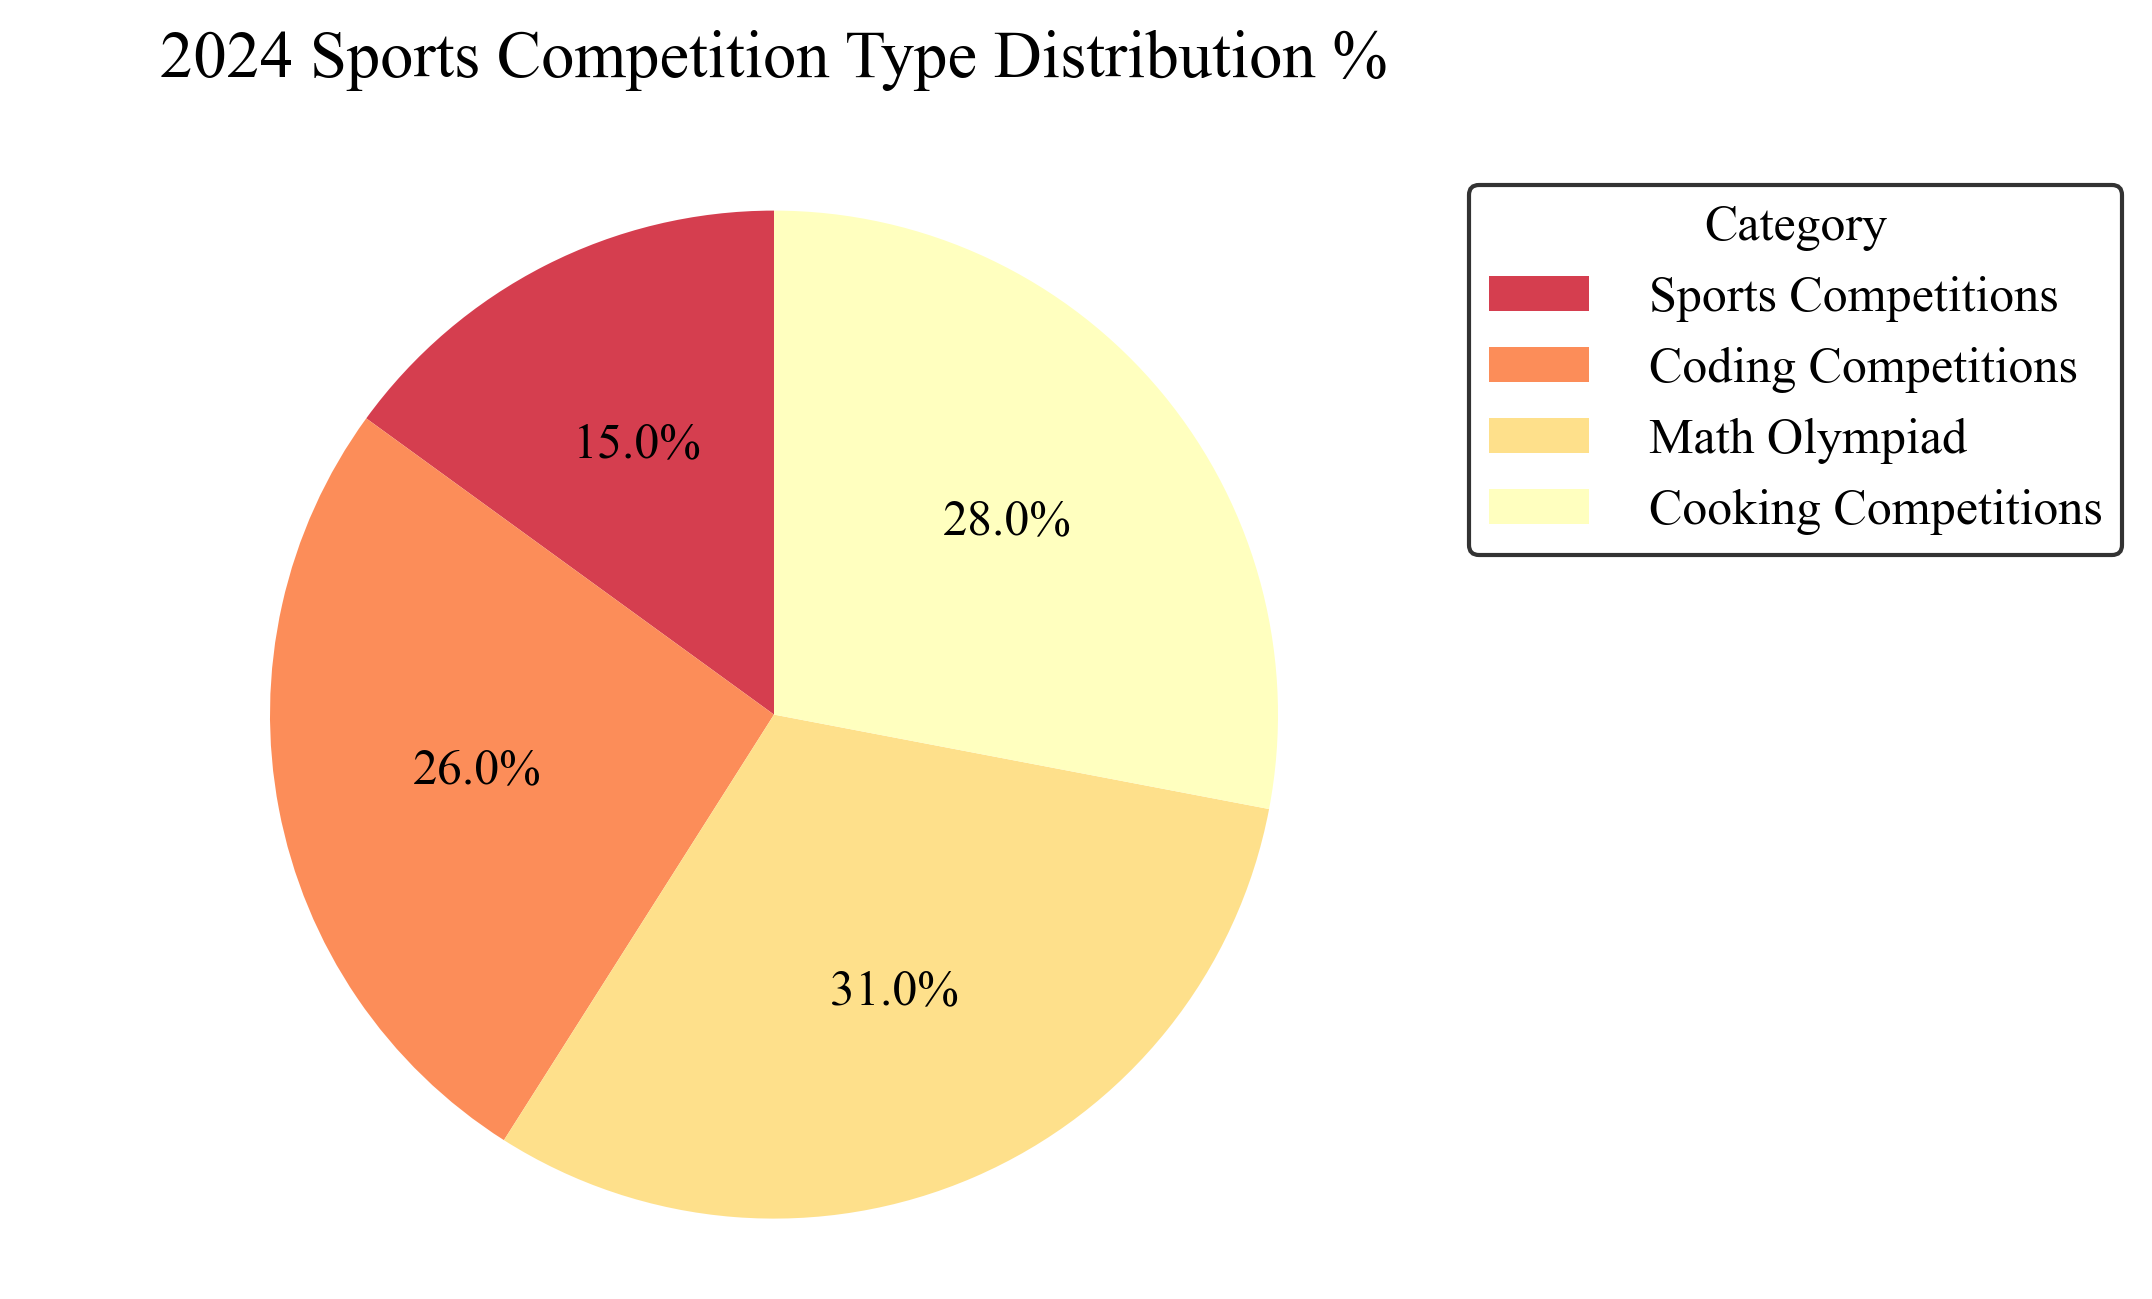 2024 Sports Competition Type Distribution %
Category
Sports Competitions
Coding Competitions
Math Olympiad
Cooking Competitions
15.0%
28.0%
26.0%
31.0%